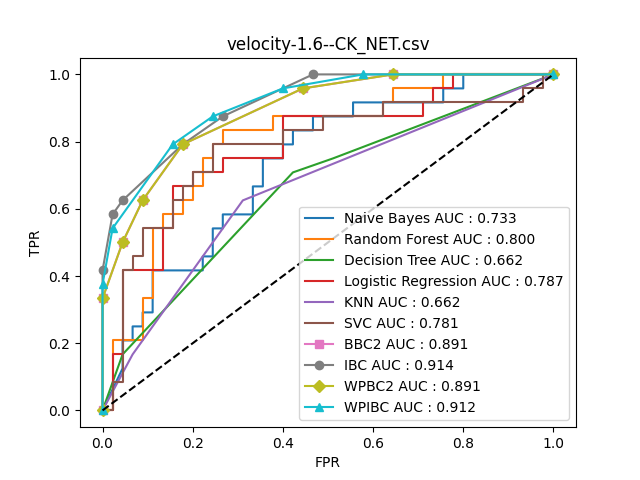 velocity-1.6--CK_NET.csv
TPR
1.0
0.8
0.6
0.4
0.2
0.0
Naive Bayes AUC : 0.733
Random Forest AUC : 0.800
Decision Tree AUC : 0.662
Logistic Regression AUC : 0.787
KNN AUC : 0.662
SVC AUC : 0.781
BBC2 AUC : 0.891
IBC AUC : 0.914
WPBC2 AUC : 0.891
WPIBC AUC : 0.912
0.0 0.2 0.4 0.6 0.8 1.0
FPR